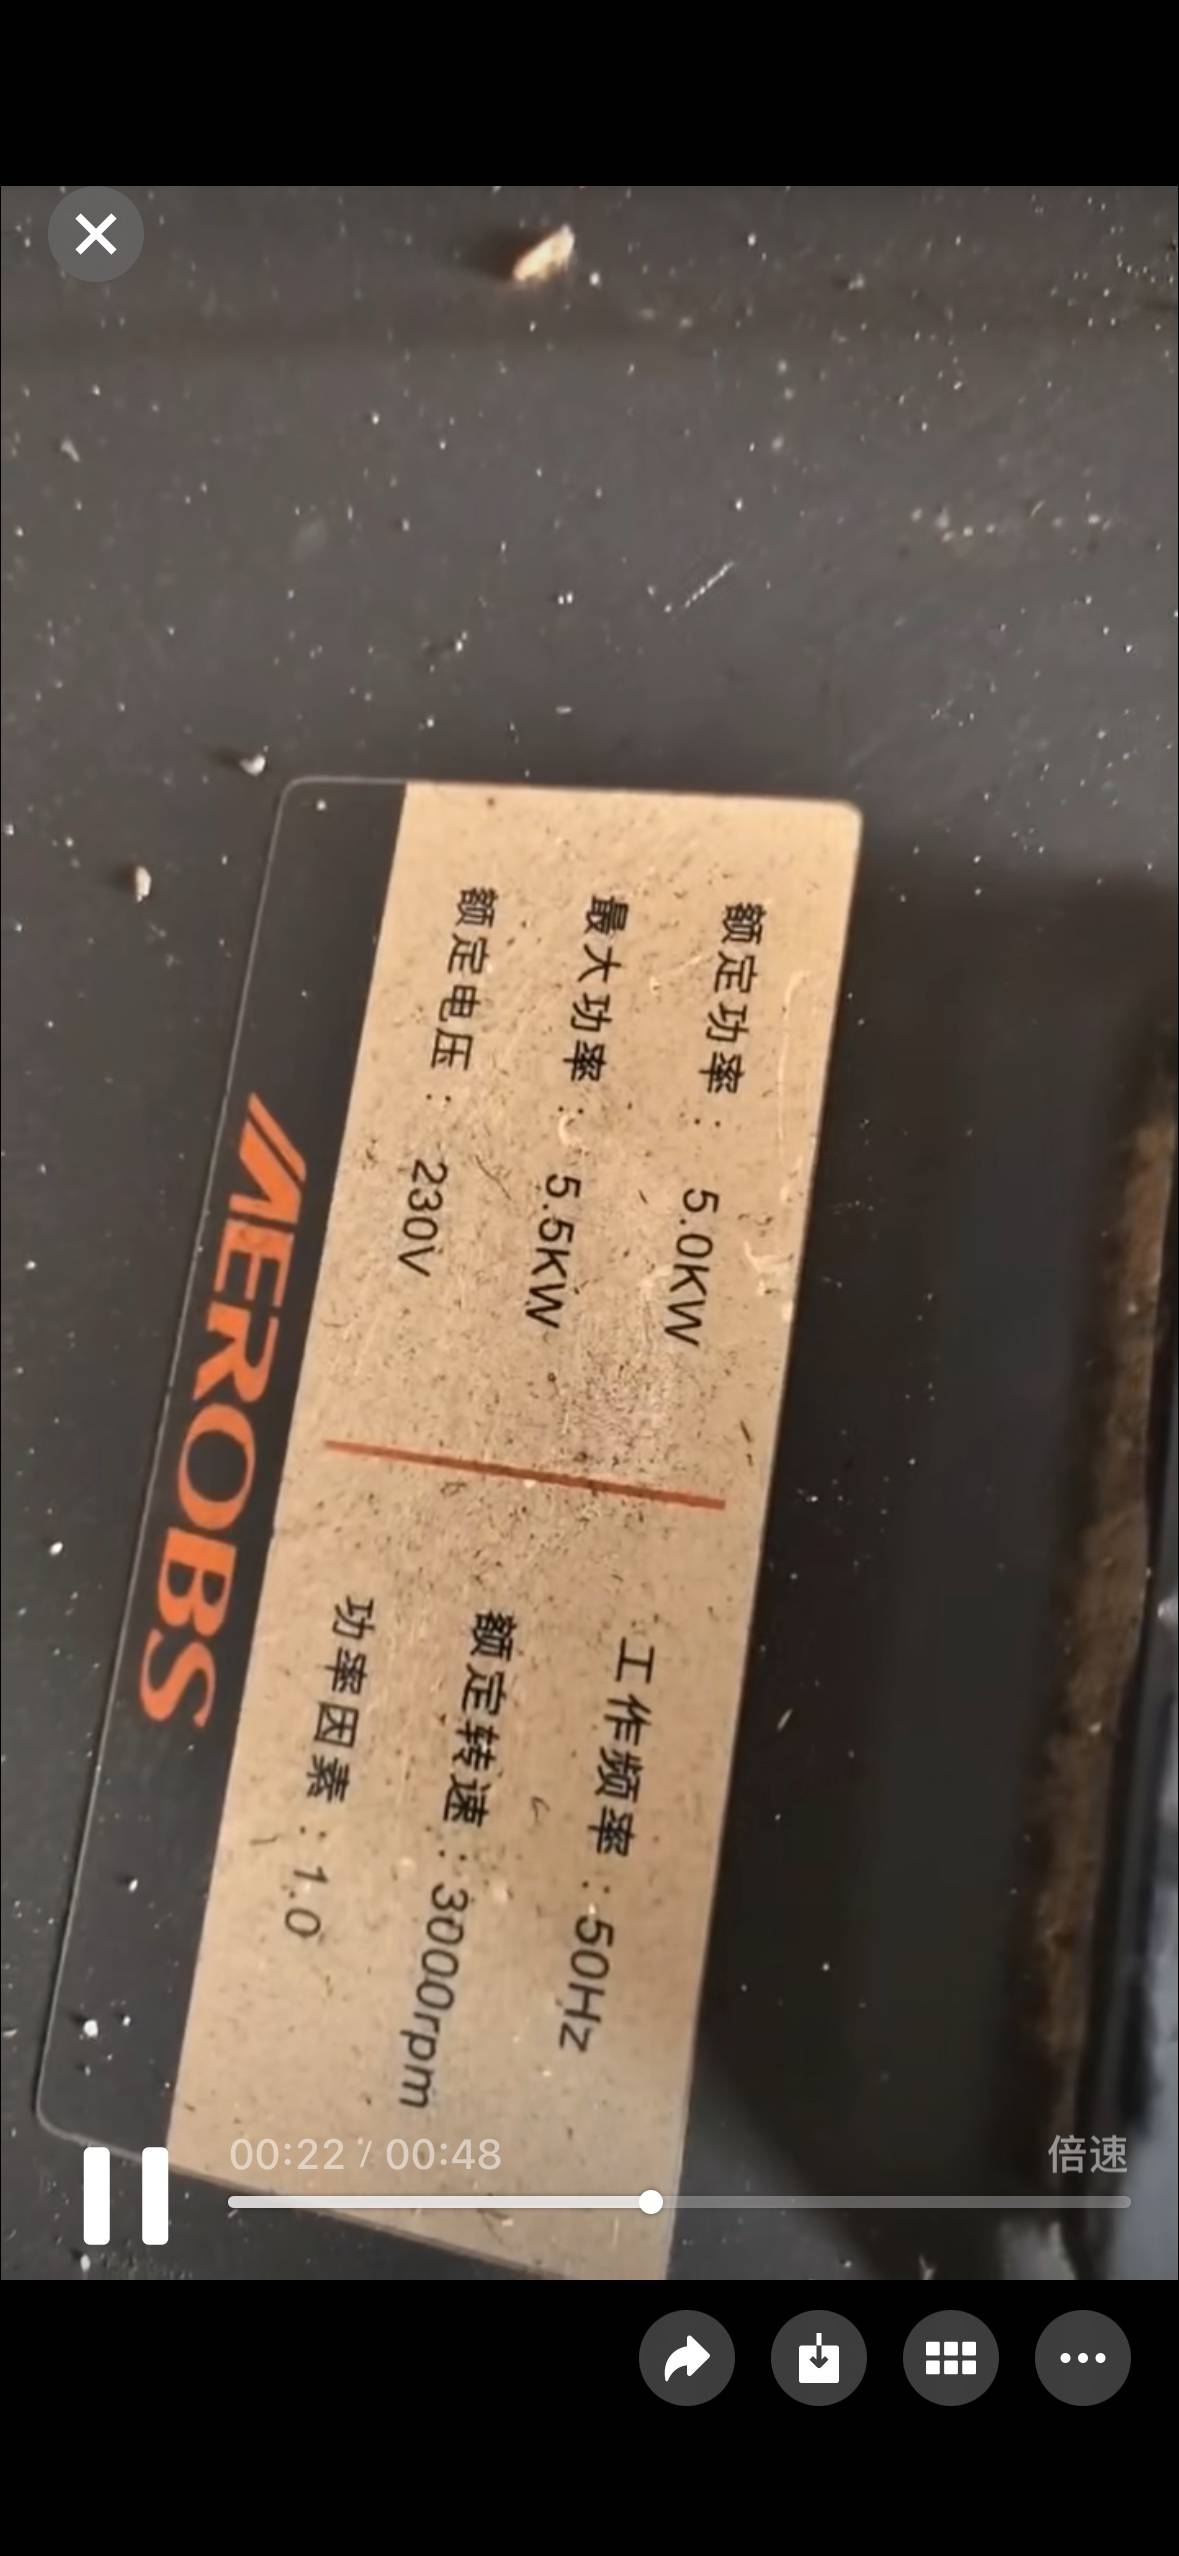 额定功率：5.0KW
最大功率：5.5KW
额定电压：230V
工作频率：50Hz
额定转速：3000rpm
功率因素：1.0
AEROBS
00:22 / 00:48
倍速